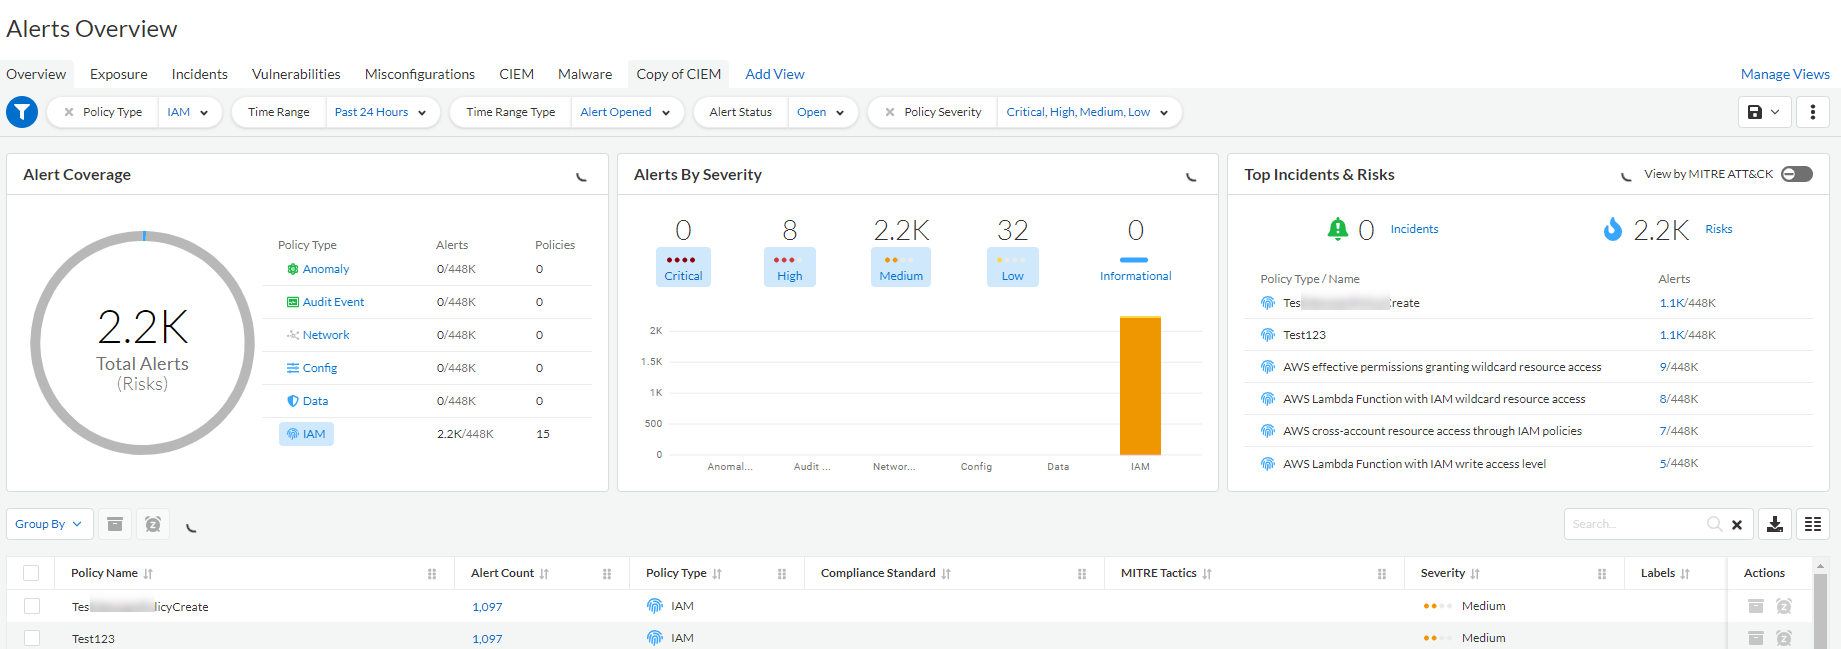 Alerts Overview
Overview Exposure Incidents Vulnerabilities Misconfigurations CIEM Malware Copy of CIEM Add View Manage Views
Policy Type IAM Time Range Past 24 Hours Time Range Type Alert Opened Alert Status Open Policy Severity Critical, High, Medium, Low
Alert Coverage
2.2K
Total Alerts
(Risks)
Policy Type Alerts Policies
Anomaly 0/448K 0
Audit Event 0/448K 0
Network 0/448K 0
Config 0/448K 0
Data 0/448K 0
IAM 2.2K/448K 15
Alerts By Severity
0 8 2.2K 32 0
Critical High Medium Low Informational
2K
1.5K
1K
500
0
Anomal... Audit ... Networ... Config Data IAM
Top Incidents & Risks View by MITRE ATT&CK
0 Incidents 2.2K Risks
Policy Type / Name Alerts
Tes reate 1.1K/448K
Test123 1.1K/448K
AWS effective permissions granting wildcard resource access 9/448K
AWS Lambda Function with IAM wildcard resource access 8/448K
AWS cross-account resource access through IAM policies 7/448K
AWS Lambda Function with IAM write access level 5/448K
Group By Search...
Policy Name Alert Count Policy Type Compliance Standard MITRE Tactics Severity Labels Actions
Tes licyCreate 1,097 IAM Medium
Test123 1,097 IAM Medium